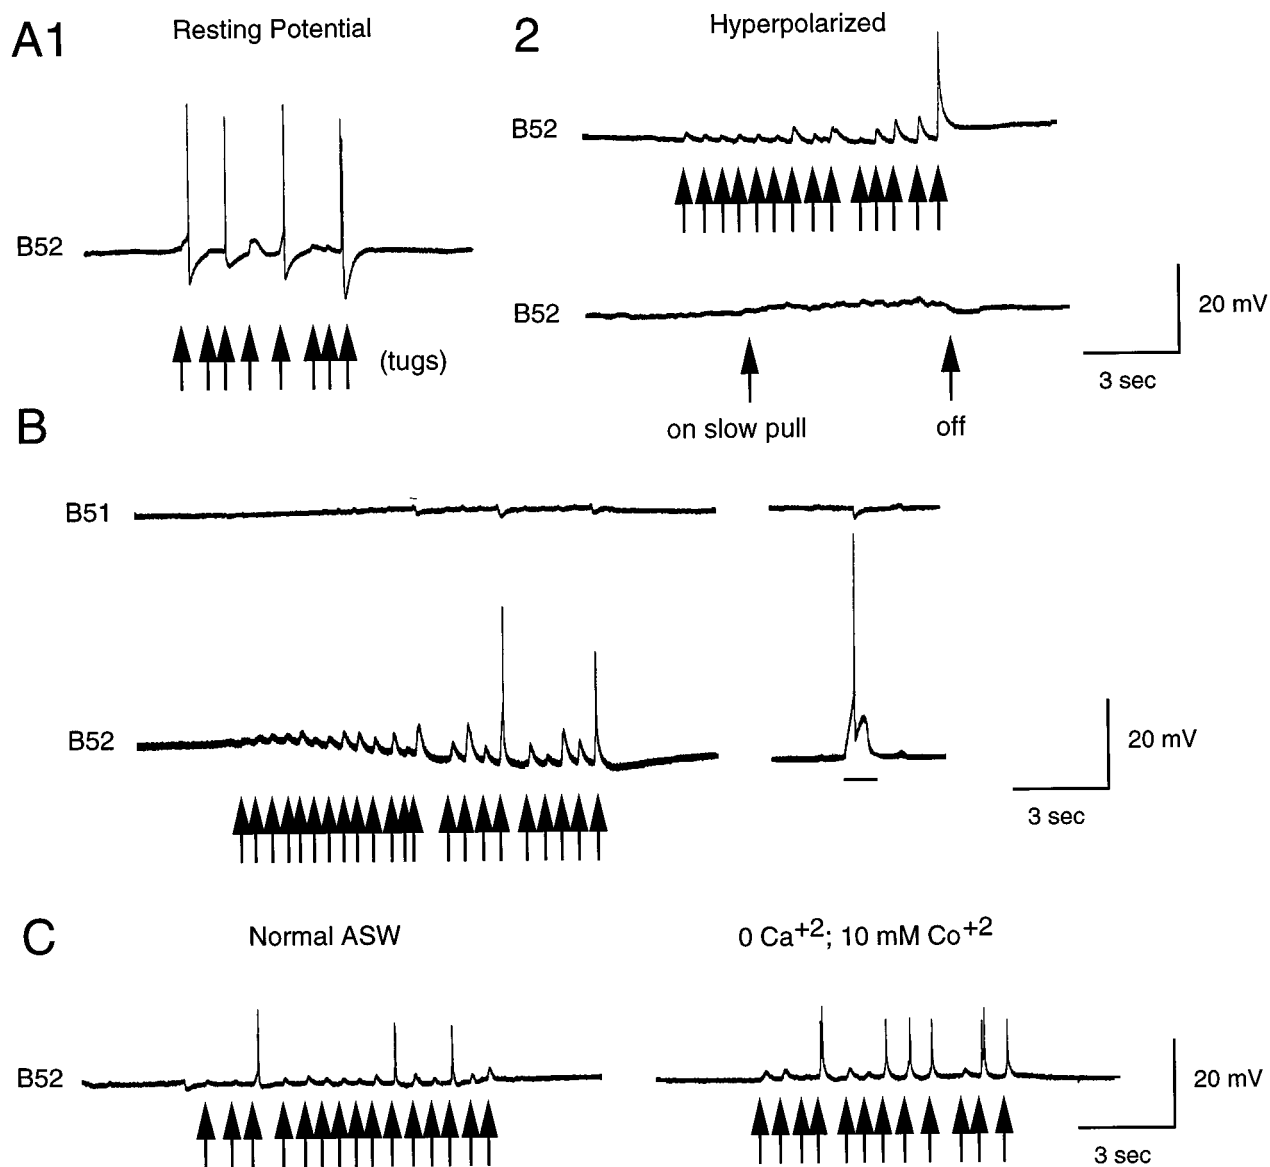 A1 Resting Potential
2 Hyperpolarized
B52
B52
(tugs)
B52
20 mV
3 sec
on slow pull off
B
B51
B52
20 mV
3 sec
C
Normal ASW 0 Ca+2; 10 mM Co+2
B52
20 mV
3 sec